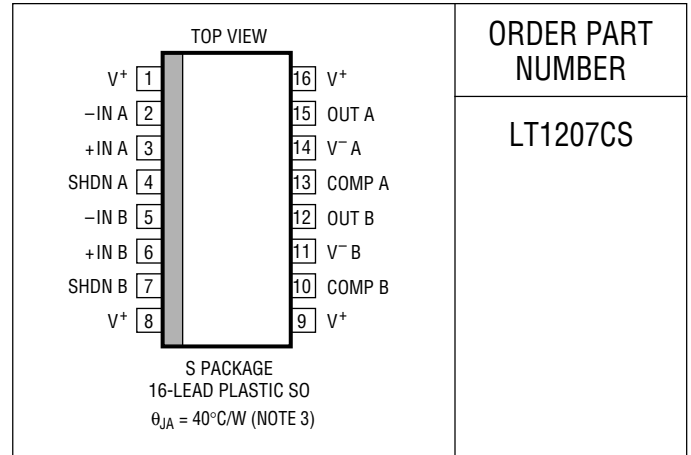 TOP VIEW
V+ 1
–IN A 2
+IN A 3
SHDN A 4
–IN B 5
+IN B 6
SHDN B 7
V+ 8
16 V+
15 OUT A
14 V– A
13 COMP A
12 OUT B
11 V– B
10 COMP B
9 V+
S PACKAGE
16-LEAD PLASTIC SO
θJA = 40°C/W (NOTE 3)
ORDER PART
NUMBER
LT1207CS